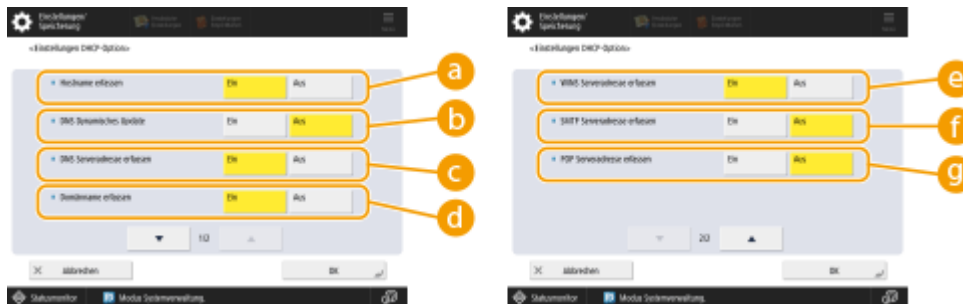 Einstellungen/
Speicherung
<Einstellungen DHCP-Option>
Hostname erfassen
Ein
Aus
a
DNS Dynamisches Update
Ein
Aus
b
DNS Serveradresse erfassen
Ein
Aus
c
Domänname erfassen
Ein
Aus
d
1/2
Abbrechen
OK
Statusmonitor
Modus Systemverwaltung.
Einstellungen/
Speicherung
<Einstellungen DHCP-Option>
WINS Serveradresse erfassen
Ein
Aus
e
SMTP Serveradresse erfassen
Ein
Aus
f
POP Serveradresse erfassen
Ein
Aus
g
2/2
Abbrechen
OK
Statusmonitor
Modus Systemverwaltung.